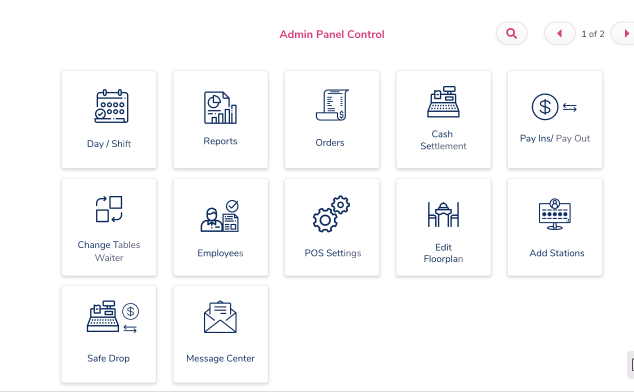 Admin Panel Control
1 of 2
Day / Shift
Reports
Orders
Cash
Settlement
Pay Ins/ Pay Out
Change Tables
Waiter
Employees
POS Settings
Edit
Floorplan
Add Stations
Safe Drop
Message Center